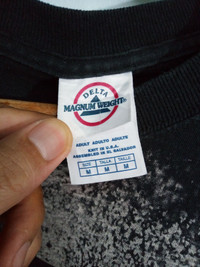 DELTA
MAGNUM WEIGHT
ADULT ADULTO ADULTE
KNIT IN U.S.A.
ASSEMBLED IN EL SALVADOR
SIZE TALLA TAILLE
M M M